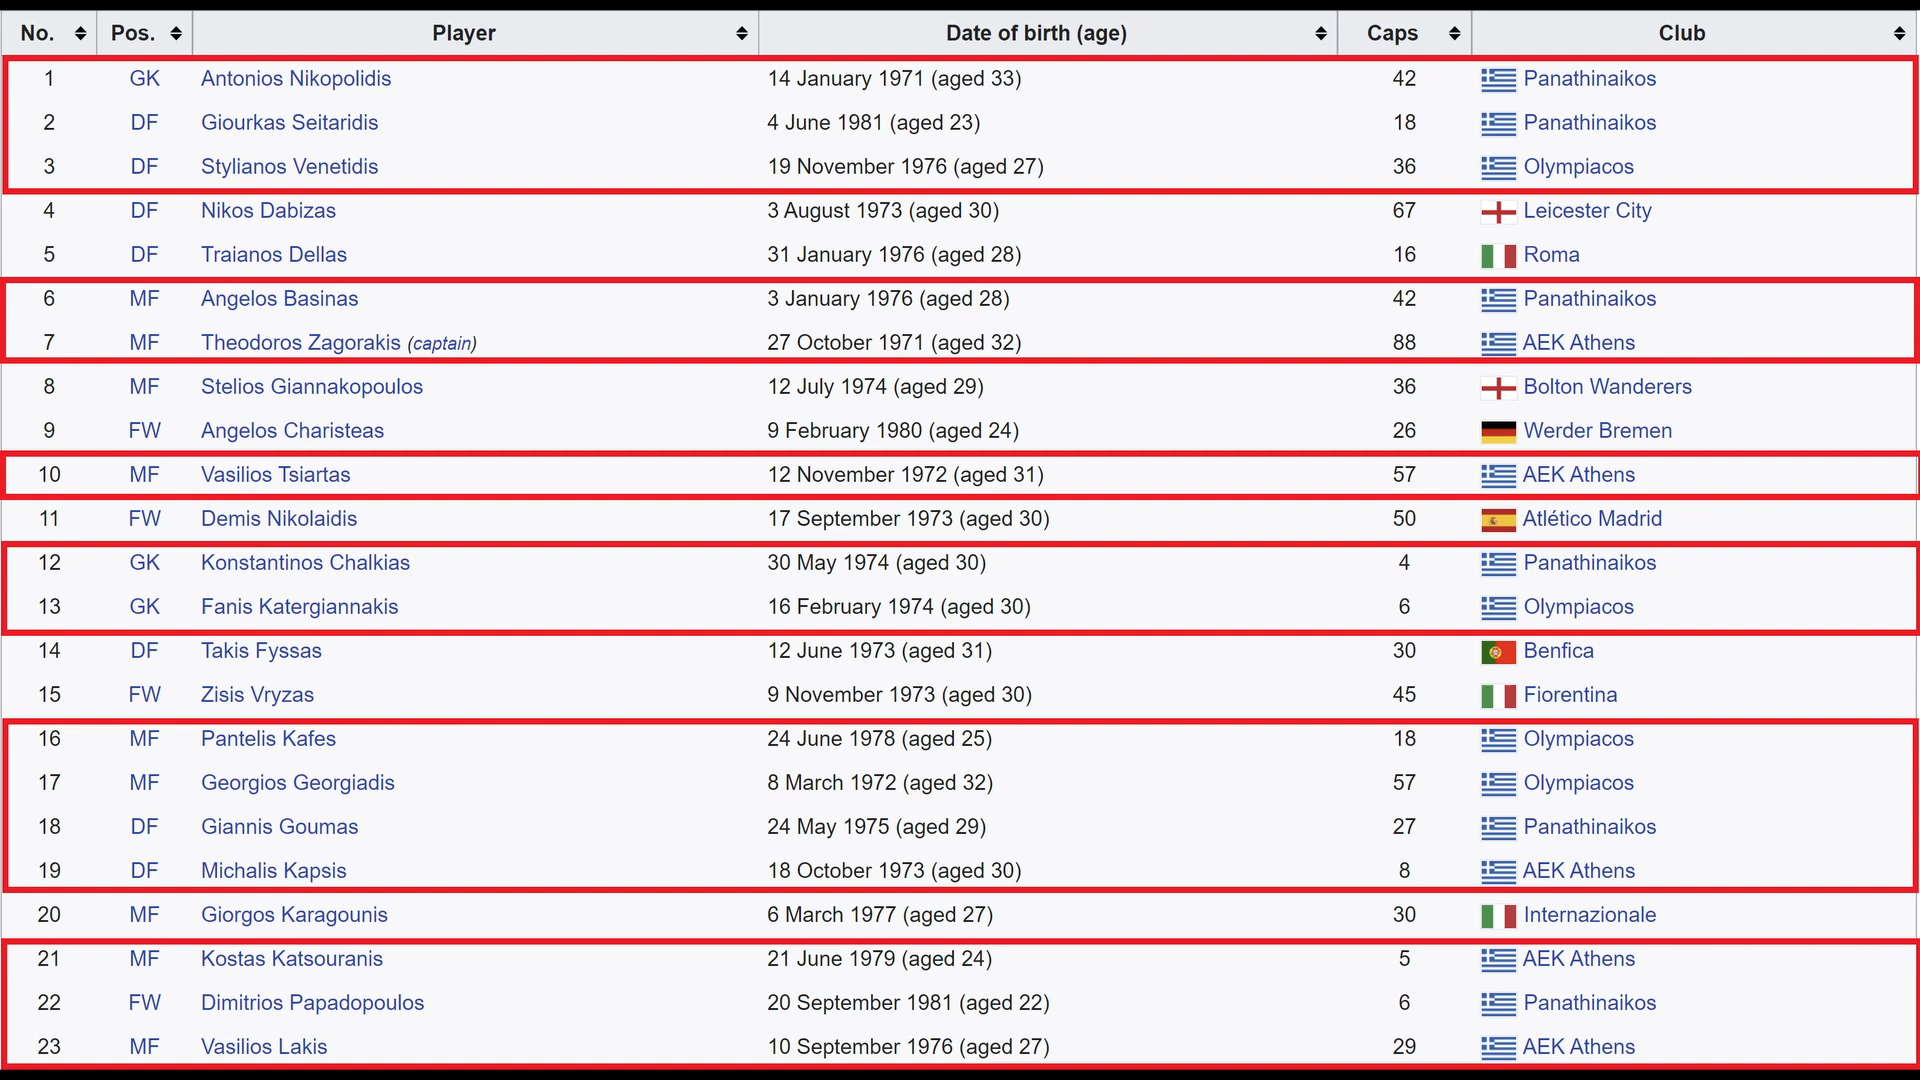 No. Pos. Player Date of birth (age) Caps Club
1 GK Antonios Nikopolidis 14 January 1971 (aged 33) 42 Panathinaikos
2 DF Giourkas Seitaridis 4 June 1981 (aged 23) 18 Panathinaikos
3 DF Stylianos Venetidis 19 November 1976 (aged 27) 36 Olympiacos
4 DF Nikos Dabizas 3 August 1973 (aged 30) 67 Leicester City
5 DF Traianos Dellas 31 January 1976 (aged 28) 16 Roma
6 MF Angelos Basinas 3 January 1976 (aged 28) 42 Panathinaikos
7 MF Theodoros Zagorakis (captain) 27 October 1971 (aged 32) 88 AEK Athens
8 MF Stelios Giannakopoulos 12 July 1974 (aged 29) 36 Bolton Wanderers
9 FW Angelos Charisteas 9 February 1980 (aged 24) 26 Werder Bremen
10 MF Vasilios Tsiartas 12 November 1972 (aged 31) 57 AEK Athens
11 FW Demis Nikolaidis 17 September 1973 (aged 30) 50 Atlético Madrid
12 GK Konstantinos Chalkias 30 May 1974 (aged 30) 4 Panathinaikos
13 GK Fanis Katergiannakis 16 February 1974 (aged 30) 6 Olympiacos
14 DF Takis Fyssas 12 June 1973 (aged 31) 30 Benfica
15 FW Zisis Vryzas 9 November 1973 (aged 30) 45 Fiorentina
16 MF Pantelis Kafes 24 June 1978 (aged 25) 18 Olympiacos
17 MF Georgios Georgiadis 8 March 1972 (aged 32) 57 Olympiacos
18 DF Giannis Goumas 24 May 1975 (aged 29) 27 Panathinaikos
19 DF Michalis Kapsis 18 October 1973 (aged 30) 8 AEK Athens
20 MF Giorgos Karagounis 6 March 1977 (aged 27) 30 Internazionale
21 MF Kostas Katsouranis 21 June 1979 (aged 24) 5 AEK Athens
22 FW Dimitrios Papadopoulos 20 September 1981 (aged 22) 6 Panathinaikos
23 MF Vasilios Lakis 10 September 1976 (aged 27) 29 AEK Athens